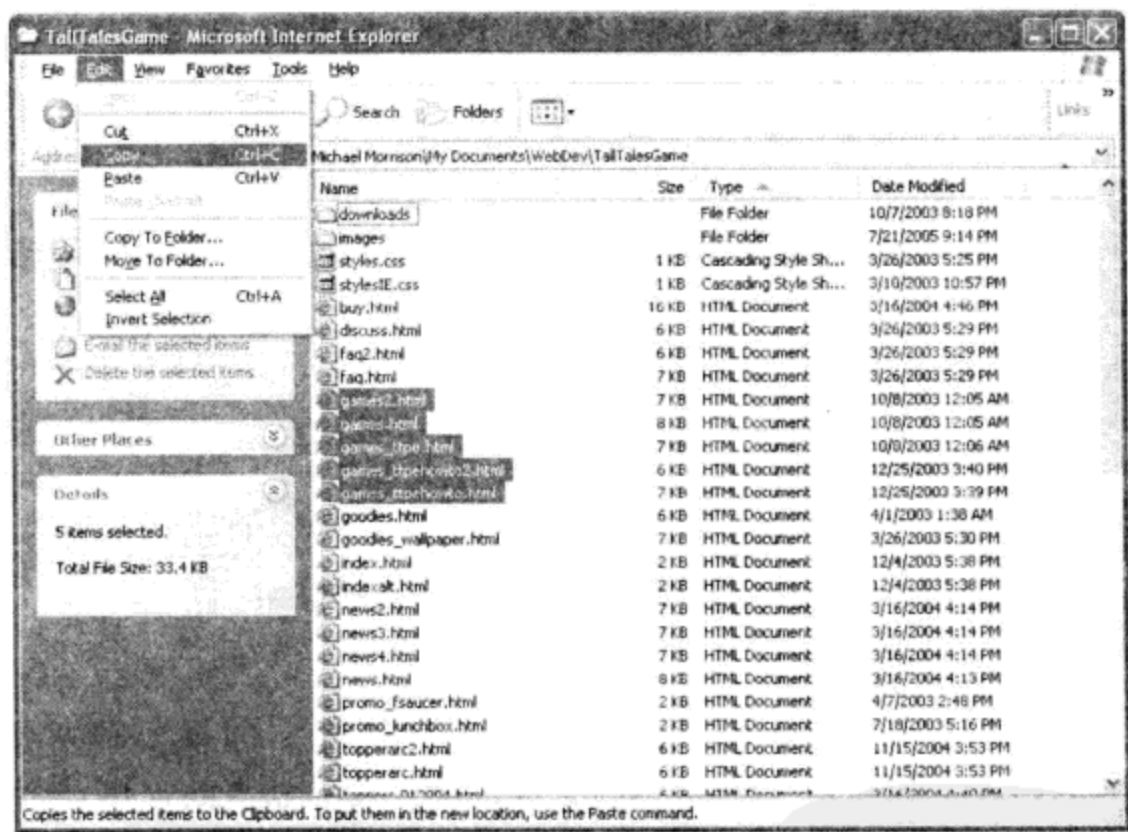 TallTalesGame - Microsoft Internet Explorer
File Edit View Favorites Tools Help
Search Folders Links
Cut Ctrl+X
Copy Ctrl+C
Paste Ctrl+V
Copy To Folder...
Move To Folder...
Select All Ctrl+A
Invert Selection
Michael Morrison\My Documents\WebDev\TallTalesGame
E-mail the selected items
Delete the selected items
Other Places
Details
5 items selected.
Total File Size: 33.4 KB
Name Size Type Date Modified
downloads File Folder 10/7/2003 8:18 PM
images File Folder 7/21/2005 9:14 PM
styles.css 1 KB Cascading Style Sh... 3/26/2003 5:25 PM
stylesIE.css 1 KB Cascading Style Sh... 3/10/2003 10:57 PM
buy.html 16 KB HTML Document 3/16/2004 4:46 PM
discuss.html 6 KB HTML Document 3/26/2003 5:29 PM
faq2.html 6 KB HTML Document 3/26/2003 5:29 PM
faq.html 7 KB HTML Document 3/26/2003 5:29 PM
games2.html 7 KB HTML Document 10/8/2003 12:05 AM
games.html 8 KB HTML Document 10/8/2003 12:05 AM
games_ttpe.html 7 KB HTML Document 10/8/2003 12:06 AM
games_ttpehowto2.html 6 KB HTML Document 12/25/2003 3:40 PM
games_ttpehowto.html 7 KB HTML Document 12/25/2003 3:39 PM
goodies.html 6 KB HTML Document 4/1/2003 1:38 AM
goodies_wallpaper.html 7 KB HTML Document 3/26/2003 5:30 PM
index.html 2 KB HTML Document 12/4/2003 5:38 PM
indexalt.html 2 KB HTML Document 12/4/2003 5:38 PM
news2.html 7 KB HTML Document 3/16/2004 4:14 PM
news3.html 7 KB HTML Document 3/16/2004 4:14 PM
news4.html 7 KB HTML Document 3/16/2004 4:14 PM
news.html 8 KB HTML Document 3/16/2004 4:13 PM
promo_fsaucer.html 2 KB HTML Document 4/7/2003 2:48 PM
promo_lunchbox.html 2 KB HTML Document 7/18/2003 5:16 PM
topperarc2.html 6 KB HTML Document 11/15/2004 3:53 PM
topperarc.html 6 KB HTML Document 11/15/2004 3:53 PM
Copies the selected items to the Clipboard. To put them in the new location, use the Paste command.